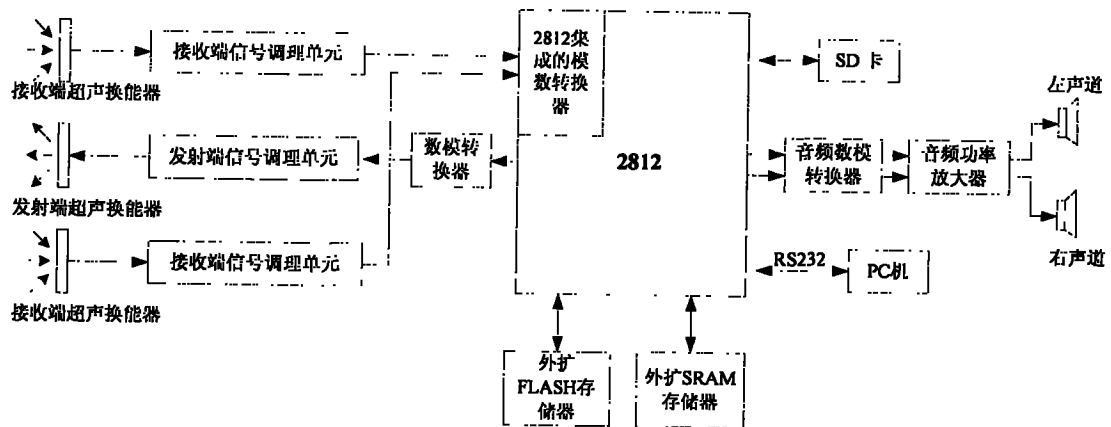 接收端信号调理单元
接收端超声换能器
2812集
成的模
数转换
器
SD 卡
左声道
发射端信号调理单元
发射端超声换能器
数模转
换器
2812
音频数模
转换器
音频功率
放大器
右声道
接收端信号调理单元
接收端超声换能器
RS232
PC机
外扩
FLASH存
储器
外扩SRAM
存储器